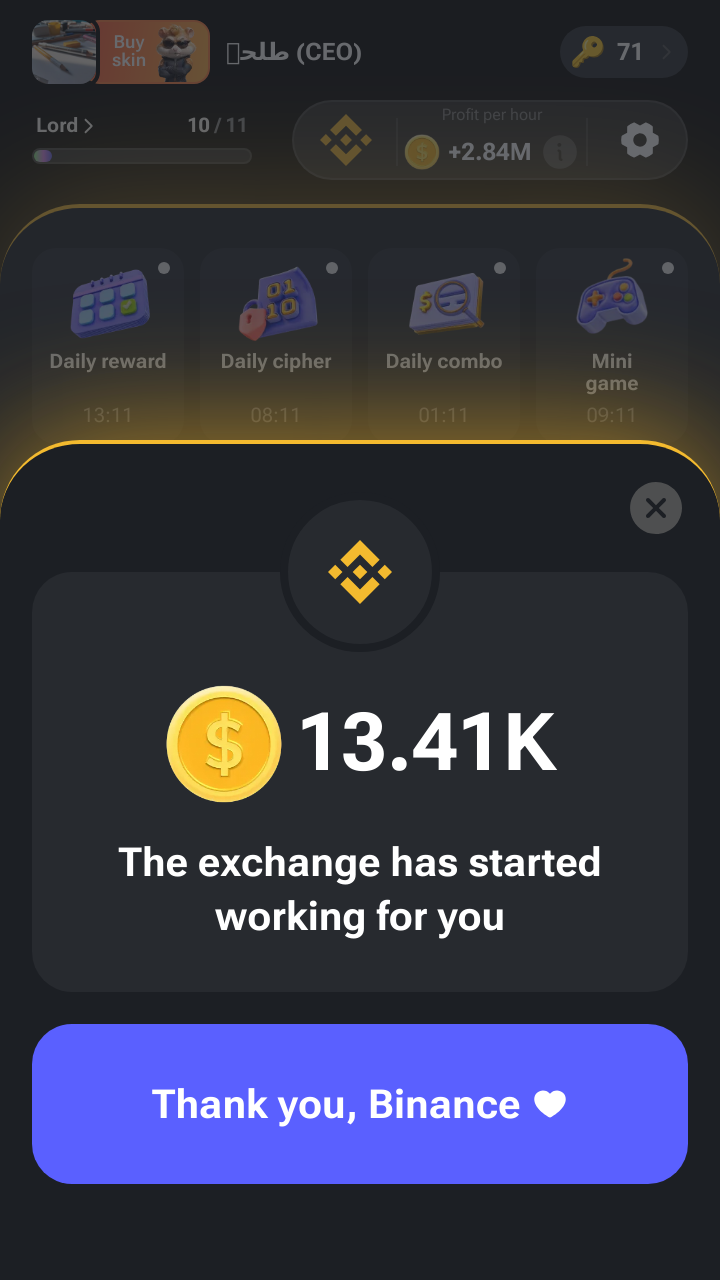 Buy
skin
طلحـ (CEO)
71
Lord
10 / 11
Profit per hour
+2.84M
Daily reward
Daily cipher
Daily combo
Mini
game
13:11
08:11
01:11
09:11
13.41K
The exchange has started
working for you
Thank you, Binance ♥